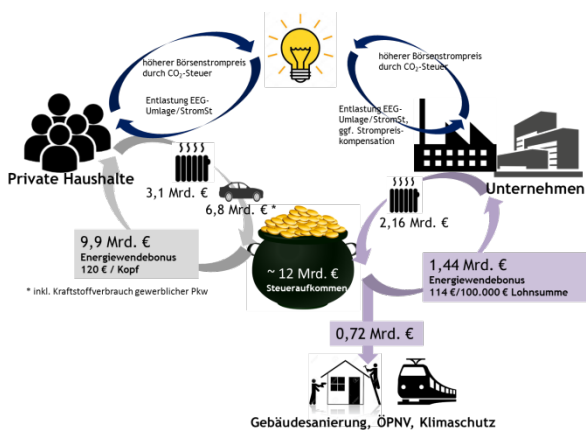 höherer Börsenstrompreis
durch CO₂-Steuer
höherer Börsenstrompreis
durch CO₂-Steuer
Entlastung EEG-
Umlage/StromSt
Entlastung EEG-
Umlage/StromSt,
ggf. Strompreis-
kompensation
Private Haushalte
Unternehmen
3,1 Mrd. €
6,8 Mrd. € *
2,16 Mrd. €
9,9 Mrd. €
Energiewendebonus
120 € / Kopf
~ 12 Mrd. €
Steueraufkommen
1,44 Mrd. €
Energiewendebonus
114 €/100.000 € Lohnsumme
* inkl. Kraftstoffverbrauch gewerblicher Pkw
0,72 Mrd. €
Gebäudesanierung, ÖPNV, Klimaschutz